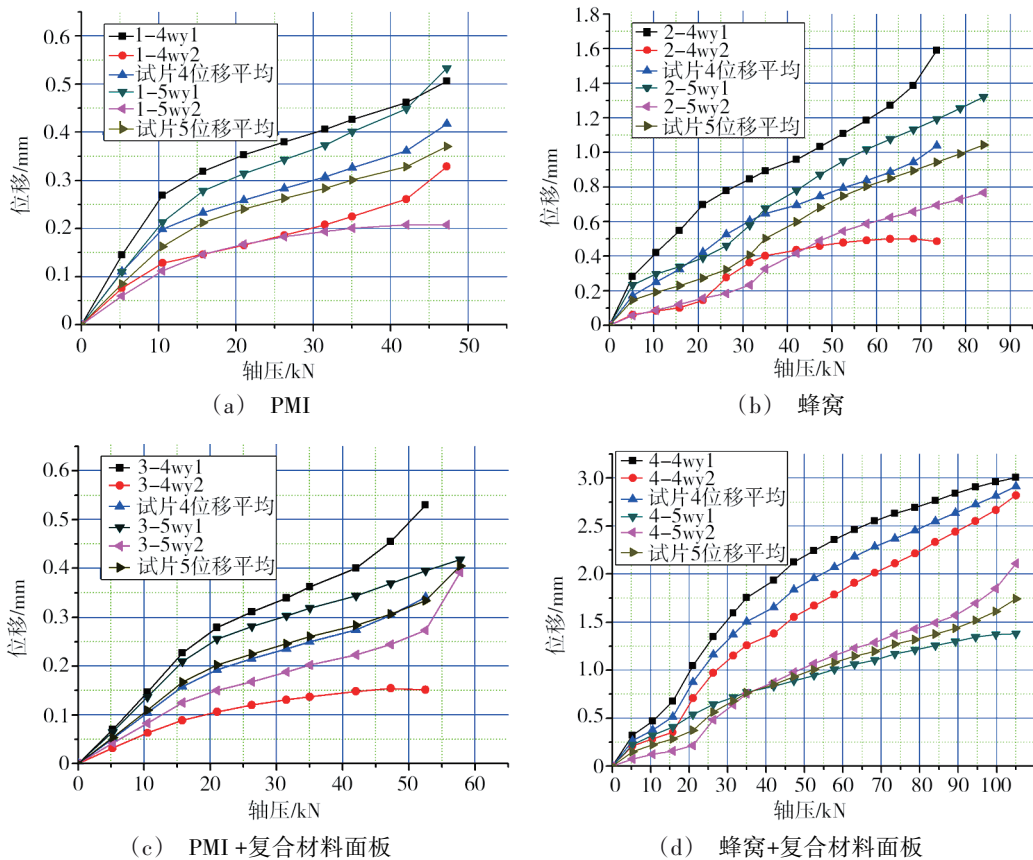 0.6
0.5
0.4
0.3
0.2
0.1
0
位移/mm
1-4wy1
1-4wy2
试片4位移平均
1-5wy1
1-5wy2
试片5位移平均
0 10 20 30 40 50
轴压/kN
(a) PMI
1.8
1.6
1.4
1.2
1.0
0.8
0.6
0.4
0.2
0
位移/mm
2-4wy1
2-4wy2
试片4位移平均
2-5wy1
2-5wy2
试片5位移平均
0 10 20 30 40 50 60 70 80 90
轴压/kN
(b) 蜂窝
0.6
0.5
0.4
0.3
0.2
0.1
0
位移/mm
3-4wy1
3-4wy2
试片4位移平均
3-5wy1
3-5wy2
试片5位移平均
0 10 20 30 40 50 60
轴压/kN
(c) PMI+复合材料面板
3.0
2.5
2.0
1.5
1.0
0.5
0
位移/mm
4-4wy1
4-4wy2
试片4位移平均
4-5wy1
4-5wy2
试片5位移平均
0 10 20 30 40 50 60 70 80 90 100
轴压/kN
(d) 蜂窝+复合材料面板